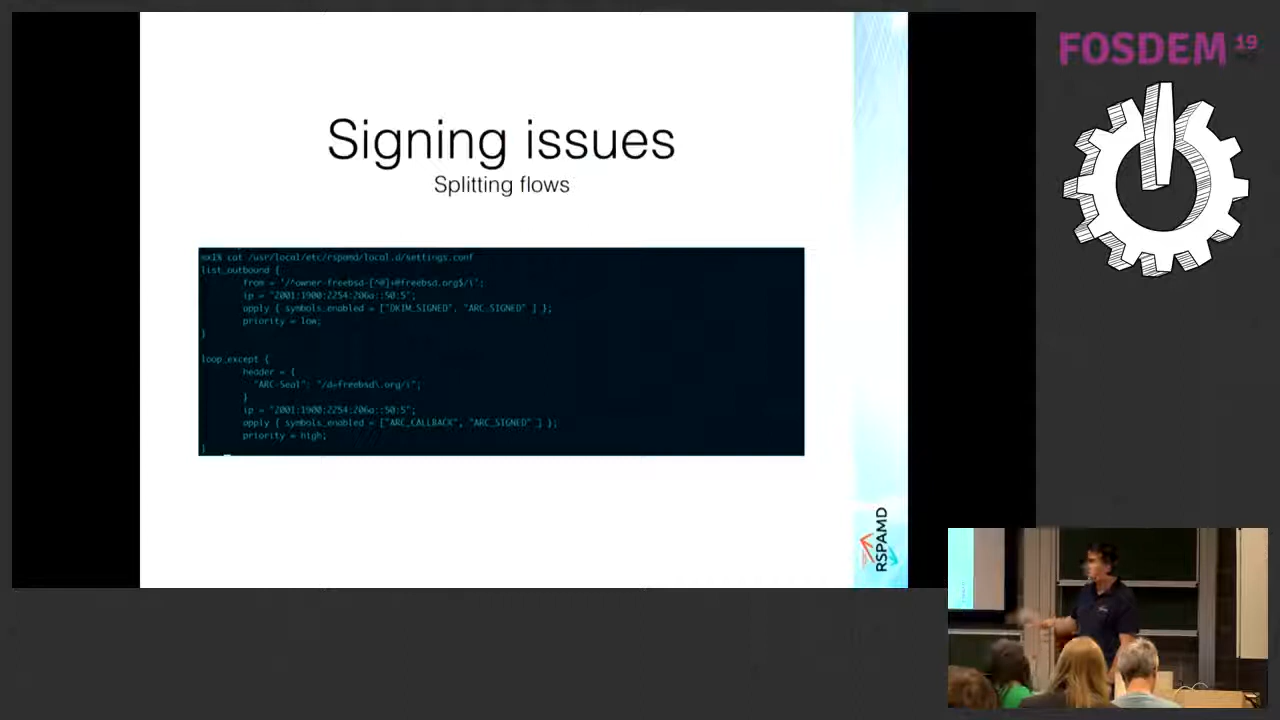 FOSDEM 19
Signing issues
Splitting flows
mx1% cat /usr/local/etc/rspamd/local.d/settings.conf
list_outbound {
from = "/^owner-freebsd-[^@]+@freebsd.org$/i";
ip = "2001:1900:2254:206a::50:5";
apply { symbols_enabled = ["DKIM_SIGNED", "ARC_SIGNED" ] };
priority = low;
}
loop_except {
header = {
"ARC-Seal": "/d=freebsd\.org/i";
}
ip = "2001:1900:2254:206a::50:5";
apply { symbols_enabled = ["ARC_CALLBACK", "ARC_SIGNED" ] };
priority = high;
}
RSPAMD